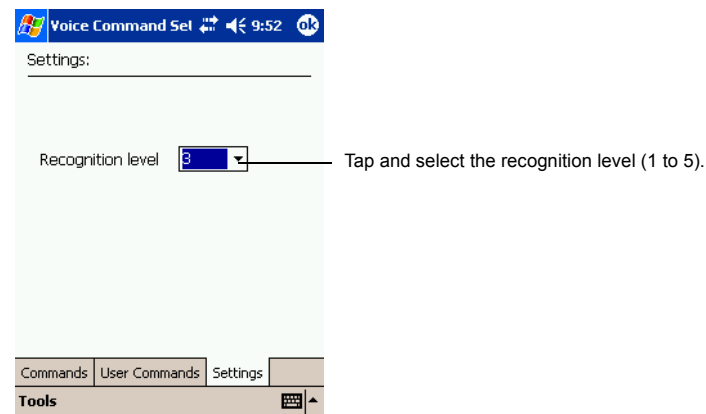 Voice Command Set 9:52 ok
Settings:
Recognition level 3
Tap and select the recognition level (1 to 5).
Commands User Commands Settings
Tools